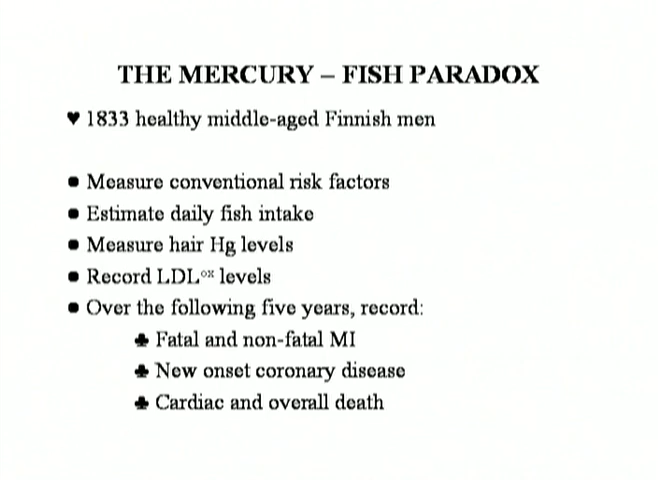 THE MERCURY – FISH PARADOX
♥ 1833 healthy middle-aged Finnish men
● Measure conventional risk factors
● Estimate daily fish intake
● Measure hair Hg levels
● Record LDLᵒˣ levels
● Over the following five years, record:
♣ Fatal and non-fatal MI
♣ New onset coronary disease
♣ Cardiac and overall death